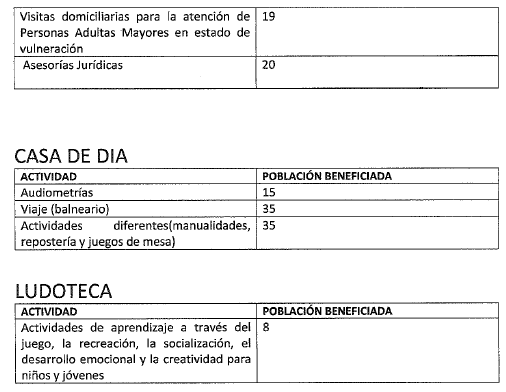 Visitas domiciliarias para la atención de 19
Personas Adultas Mayores en estado de
vulneración
Asesorías Jurídicas 20
CASA DE DIA
ACTIVIDAD POBLACIÓN BENEFICIADA
Audiometrías 15
Viaje (balneario) 35
Actividades diferentes(manualidades, 35
repostería y juegos de mesa)
LUDOTECA
ACTIVIDAD POBLACIÓN BENEFICIADA
Actividades de aprendizaje a través del 8
juego, la recreación, la socialización, el
desarrollo emocional y la creatividad para
niños y jóvenes